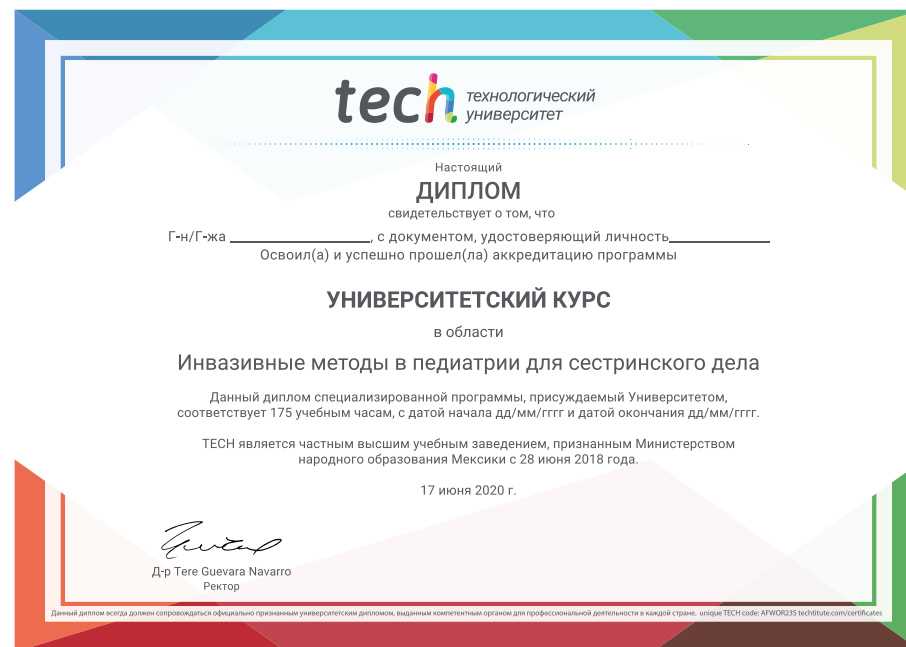 tech технологический
университет
Настоящий
ДИПЛОМ
свидетельствует о том, что
Г-н/Г-жа ____________________, с документом, удостоверяющий личность______________
Освоил(а) и успешно прошел(ла) аккредитацию программы
УНИВЕРСИТЕТСКИЙ КУРС
в области
Инвазивные методы в педиатрии для сестринского дела
Данный диплом специализированной программы, присуждаемый Университетом,
соответствует 175 учебным часам, с датой начала дд/мм/гггг и датой окончания дд/мм/гггг.
TECH является частным высшим учебным заведением, признанным Министерством
народного образования Мексики с 28 июня 2018 года.
17 июня 2020 г.
Д-р Tere Guevara Navarro
Ректор
Данный диплом всегда должен сопровождаться официально признанным университетским дипломом, выданным компетентным органом для профессиональной деятельности в каждой стране. unique TECH code: AFWOR23S techtitute.com/certificates